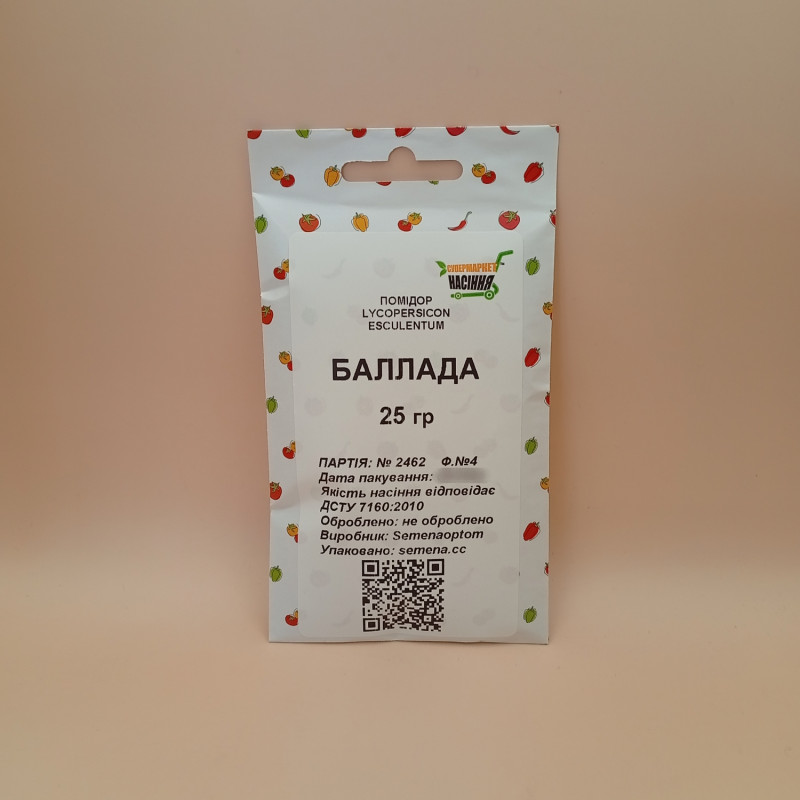 СУПЕРМАРКЕТ
НАСІННЯ
ПОМІДОР
LYCOPERSICON
ESCULENTUM
БАЛЛАДА
25 гр
ПАРТІЯ: № 2462 Ф.№4
Дата пакування:
Якість насіння відповідає
ДСТУ 7160:2010
Оброблено: не оброблено
Виробник: Semenaoptom
Упаковано: semena.cc